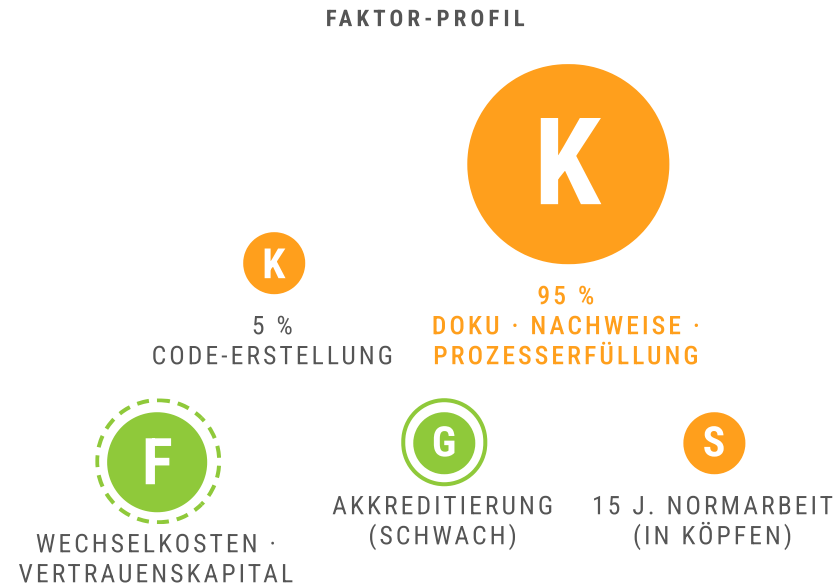 FAKTOR-PROFIL
K
95 %
DOKU · NACHWEISE ·
PROZESSERFÜLLUNG
K
5 %
CODE-ERSTELLUNG
F
WECHSELKOSTEN ·
VERTRAUENSKAPITAL
G
AKKREDITIERUNG
(SCHWACH)
S
15 J. NORMARBEIT
(IN KÖPFEN)